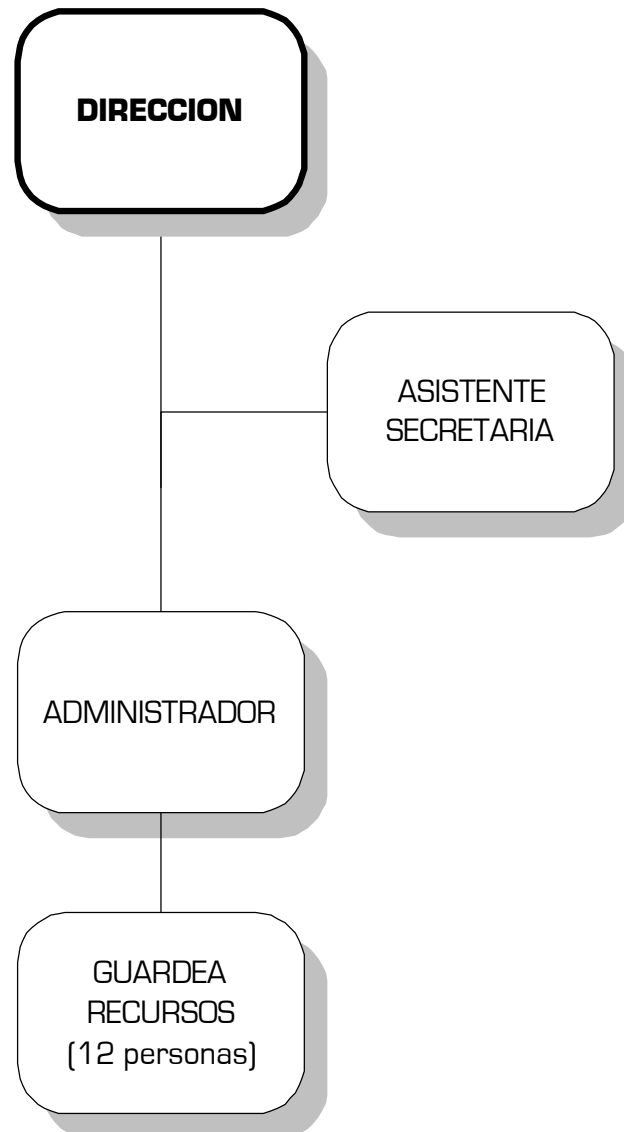 DIRECCION
ASISTENTE
SECRETARIA
ADMINISTRADOR
GUARDEA
RECURSOS
(12 personas)